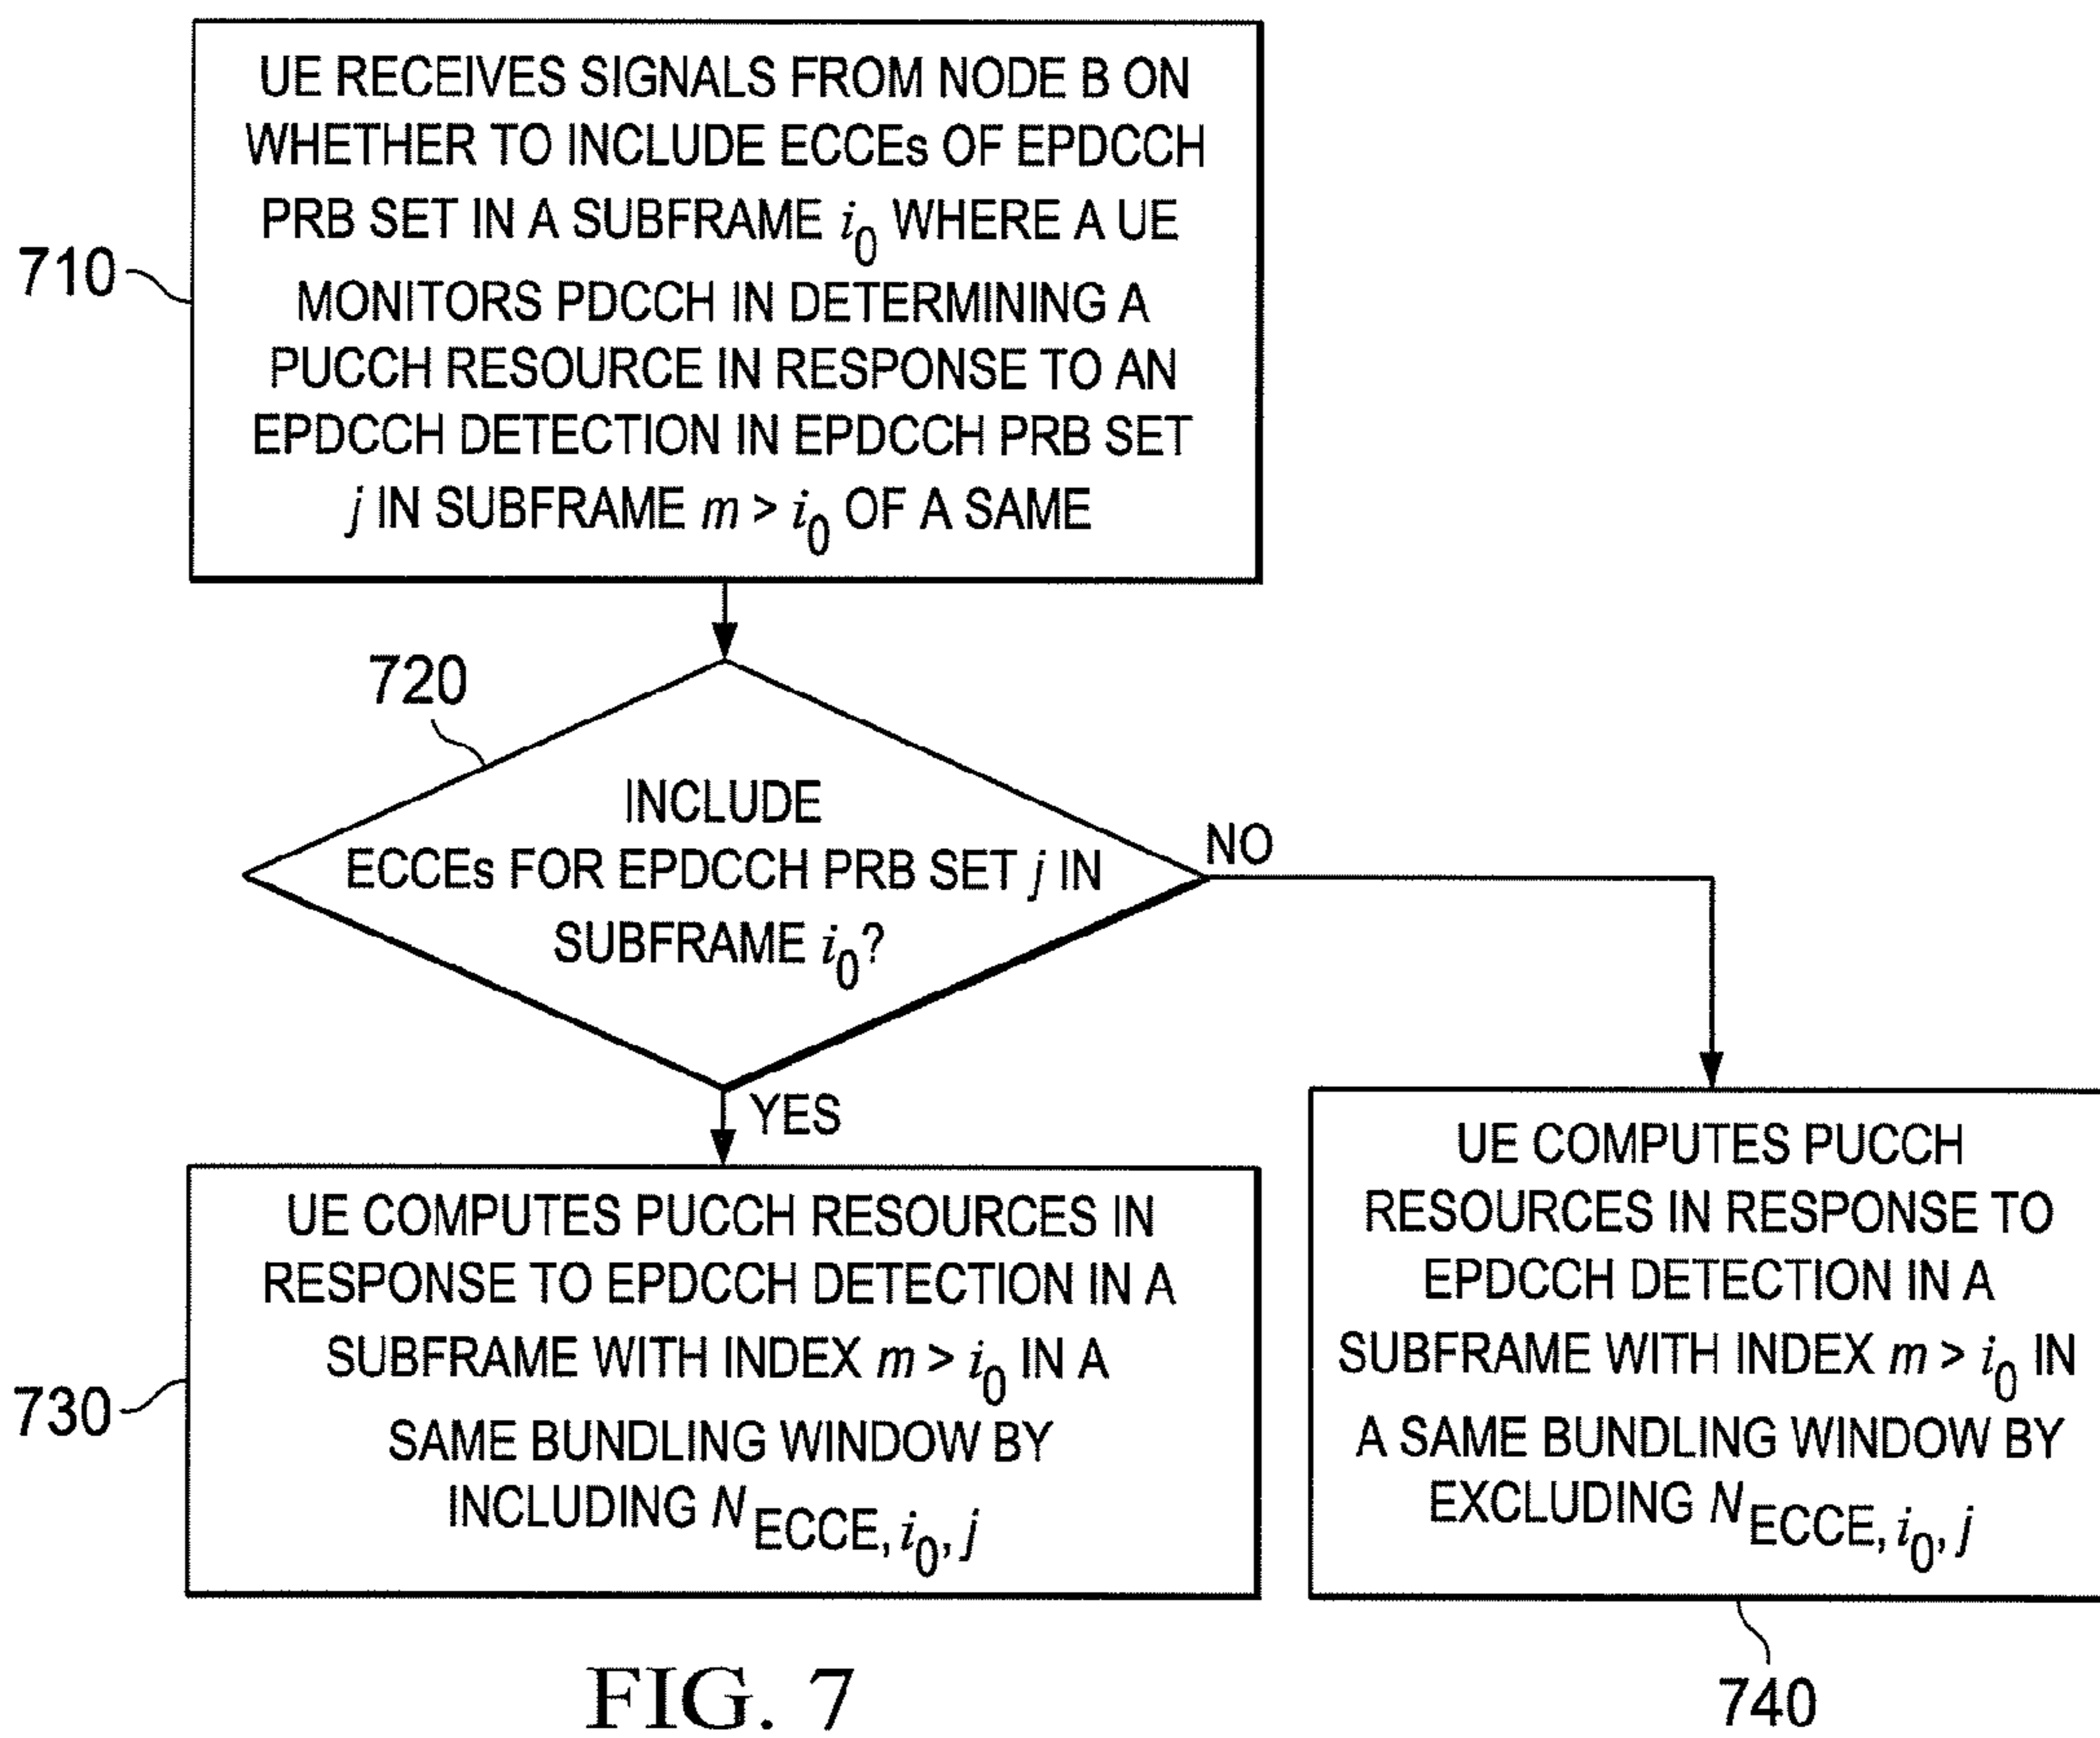 UE RECEIVES SIGNALS FROM NODE B ON
WHETHER TO INCLUDE ECCEs OF EPDCCH
PRB SET IN A SUBFRAME i0 WHERE A UE
MONITORS PDCCH IN DETERMINING A
PUCCH RESOURCE IN RESPONSE TO AN
EPDCCH DETECTION IN EPDCCH PRB SET
j IN SUBFRAME m > i0 OF A SAME
710
720
INCLUDE
ECCEs FOR EPDCCH PRB SET j IN
SUBFRAME i0?
NO
YES
UE COMPUTES PUCCH RESOURCES IN
RESPONSE TO EPDCCH DETECTION IN A
SUBFRAME WITH INDEX m > i0 IN A
SAME BUNDLING WINDOW BY
INCLUDING N ECCE, i0, j
730
UE COMPUTES PUCCH
RESOURCES IN RESPONSE TO
EPDCCH DETECTION IN A
SUBFRAME WITH INDEX m > i0 IN
A SAME BUNDLING WINDOW BY
EXCLUDING N ECCE, i0, j
740
FIG. 7